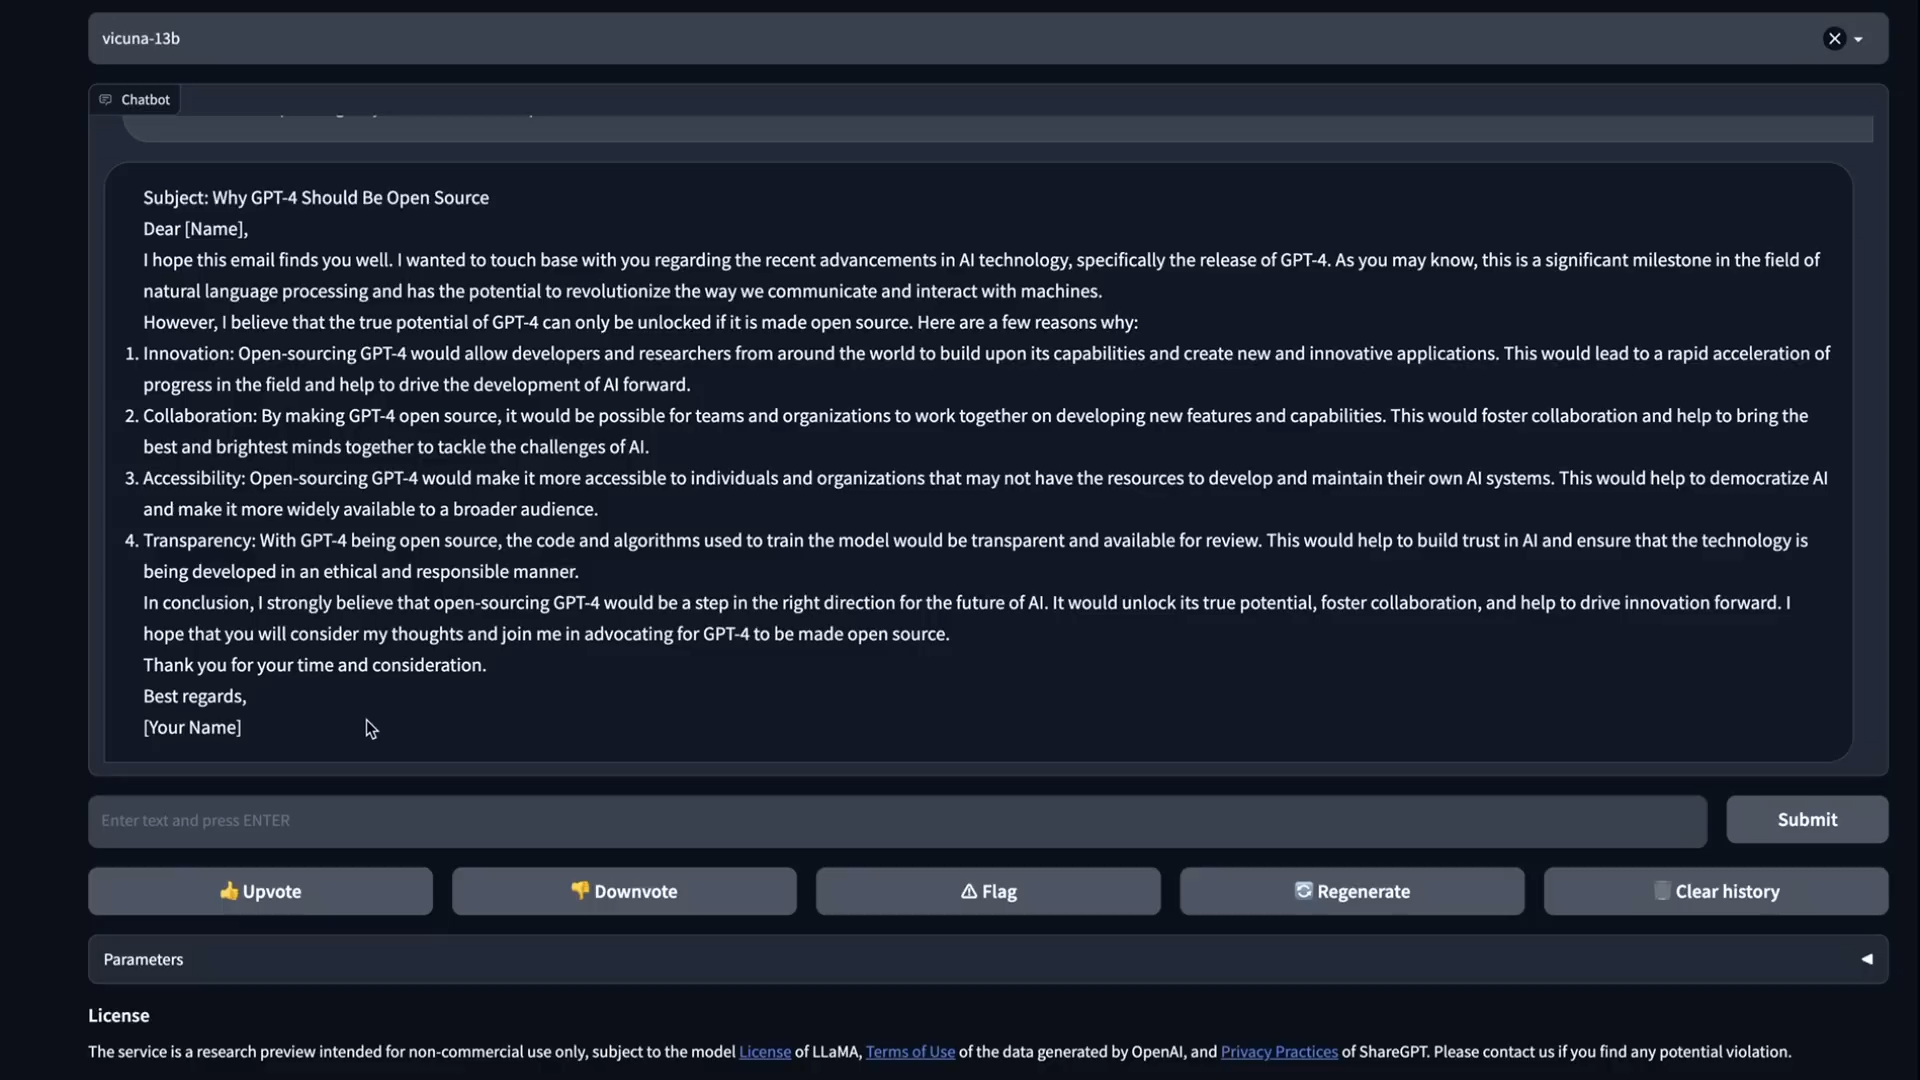 vicuna-13b
Chatbot
Subject: Why GPT-4 Should Be Open Source
Dear [Name],
I hope this email finds you well. I wanted to touch base with you regarding the recent advancements in AI technology, specifically the release of GPT-4. As you may know, this is a significant milestone in the field of
natural language processing and has the potential to revolutionize the way we communicate and interact with machines.
However, I believe that the true potential of GPT-4 can only be unlocked if it is made open source. Here are a few reasons why:
1. Innovation: Open-sourcing GPT-4 would allow developers and researchers from around the world to build upon its capabilities and create new and innovative applications. This would lead to a rapid acceleration of
progress in the field and help to drive the development of AI forward.
2. Collaboration: By making GPT-4 open source, it would be possible for teams and organizations to work together on developing new features and capabilities. This would foster collaboration and help to bring the
best and brightest minds together to tackle the challenges of AI.
3. Accessibility: Open-sourcing GPT-4 would make it more accessible to individuals and organizations that may not have the resources to develop and maintain their own AI systems. This would help to democratize AI
and make it more widely available to a broader audience.
4. Transparency: With GPT-4 being open source, the code and algorithms used to train the model would be transparent and available for review. This would help to build trust in AI and ensure that the technology is
being developed in an ethical and responsible manner.
In conclusion, I strongly believe that open-sourcing GPT-4 would be a step in the right direction for the future of AI. It would unlock its true potential, foster collaboration, and help to drive innovation forward. I
hope that you will consider my thoughts and join me in advocating for GPT-4 to be made open source.
Thank you for your time and consideration.
Best regards,
[Your Name]
Enter text and press ENTER
Submit
👍 Upvote
👎 Downvote
⚠ Flag
🔄 Regenerate
Clear history
Parameters
License
The service is a research preview intended for non-commercial use only, subject to the model License of LLaMA, Terms of Use of the data generated by OpenAI, and Privacy Practices of ShareGPT. Please contact us if you find any potential violation.